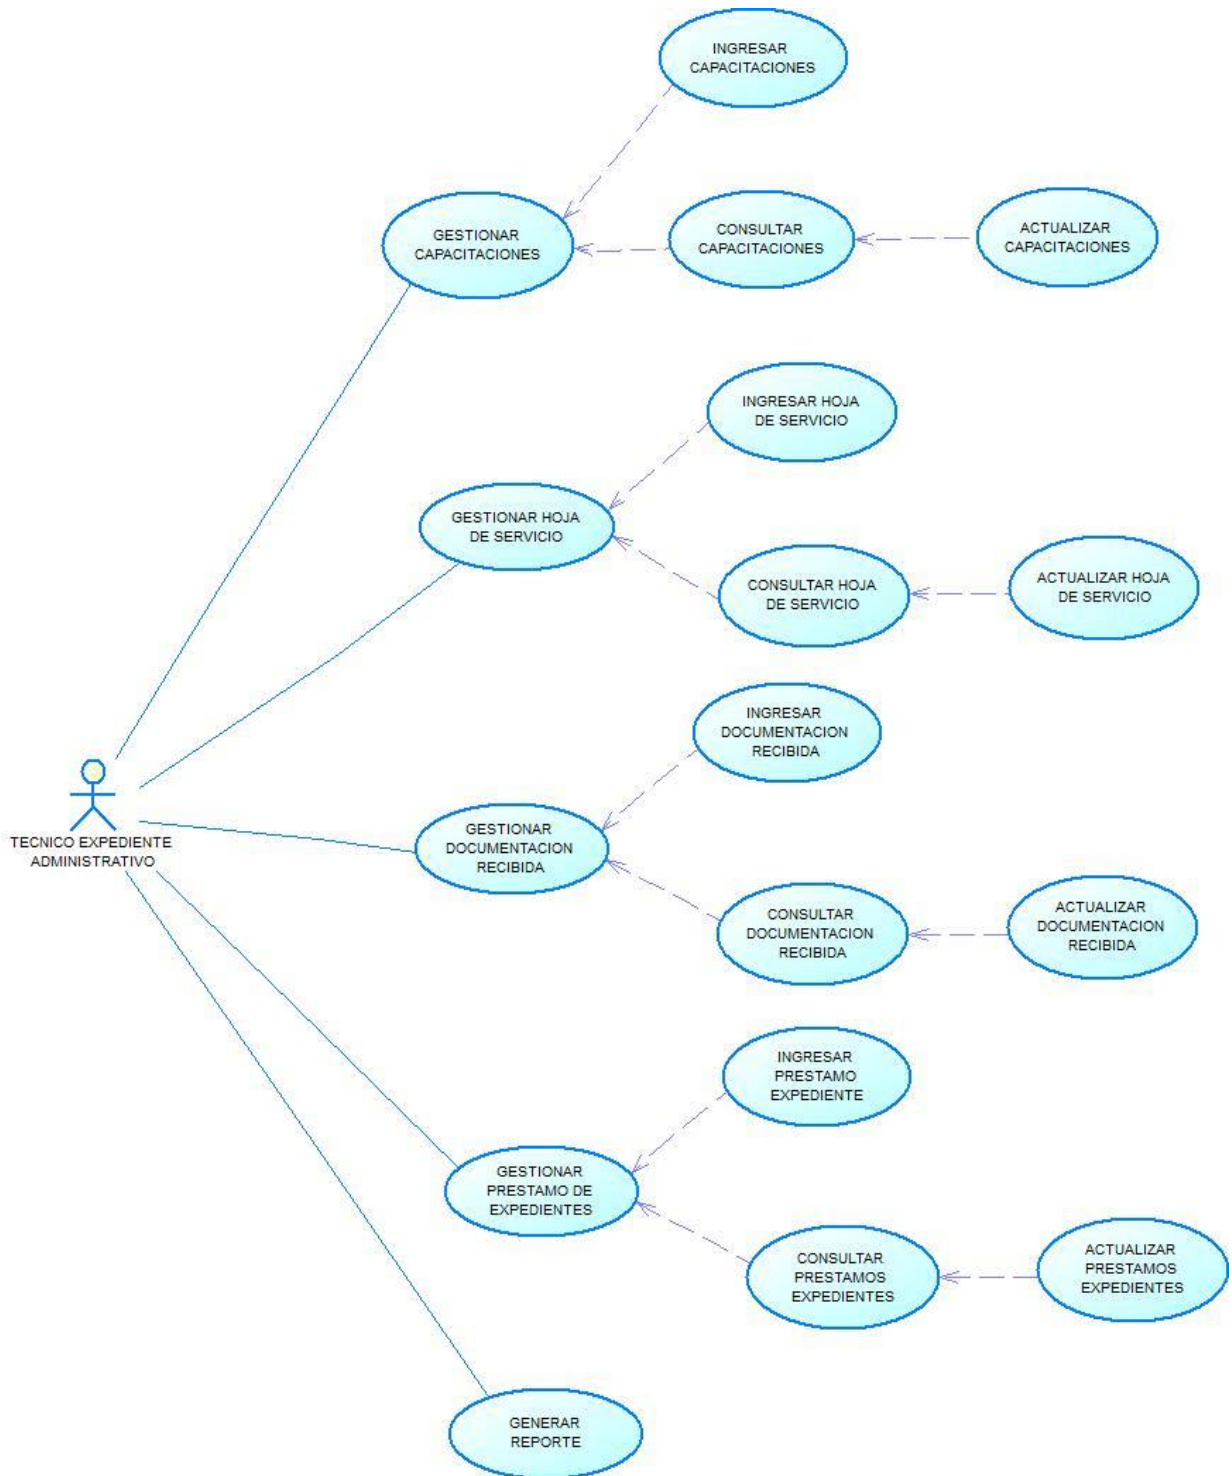 INGRESAR
CAPACITACIONES
GESTIONAR
CAPACITACIONES
CONSULTAR
CAPACITACIONES
ACTUALIZAR
CAPACITACIONES
INGRESAR HOJA
DE SERVICIO
GESTIONAR HOJA
DE SERVICIO
CONSULTAR HOJA
DE SERVICIO
ACTUALIZAR HOJA
DE SERVICIO
INGRESAR
DOCUMENTACION
RECIBIDA
TECNICO EXPEDIENTE
ADMINISTRATIVO
GESTIONAR
DOCUMENTACION
RECIBIDA
CONSULTAR
DOCUMENTACION
RECIBIDA
ACTUALIZAR
DOCUMENTACION
RECIBIDA
INGRESAR
PRESTAMO
EXPEDIENTE
GESTIONAR
PRESTAMO DE
EXPEDIENTES
CONSULTAR
PRESTAMOS
EXPEDIENTES
ACTUALIZAR
PRESTAMOS
EXPEDIENTES
GENERAR
REPORTE